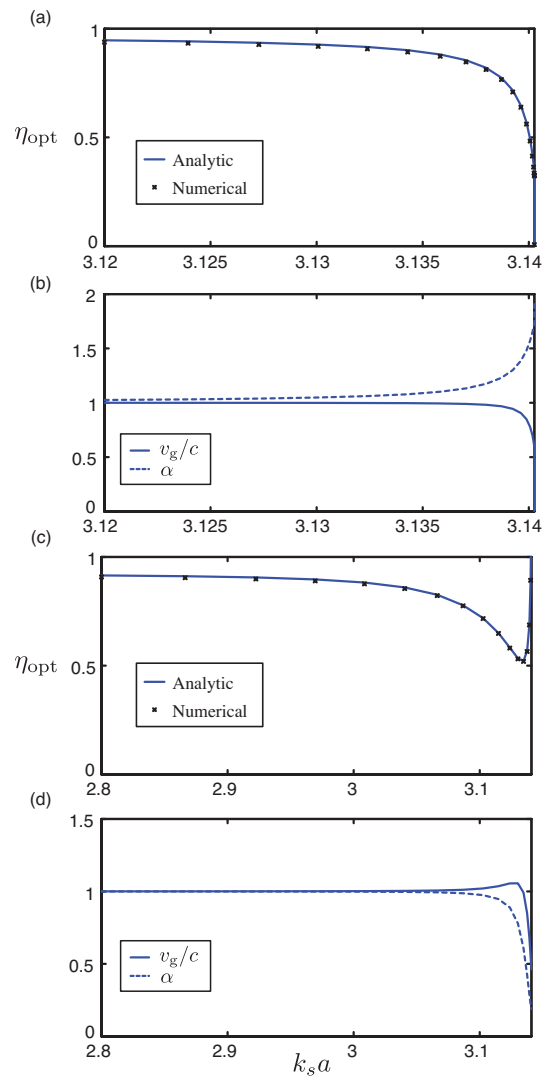 (a)
1
0.5
0
η_opt
Analytic
Numerical
3.12 3.125 3.13 3.135 3.14
(b)
2
1.5
1
0.5
0
v_g/c
α
3.12 3.125 3.13 3.135 3.14
(c)
1
0.5
0
η_opt
Analytic
Numerical
2.8 2.9 3 3.1
(d)
1.5
1
0.5
0
v_g/c
α
2.8 2.9 3 3.1
k_s a